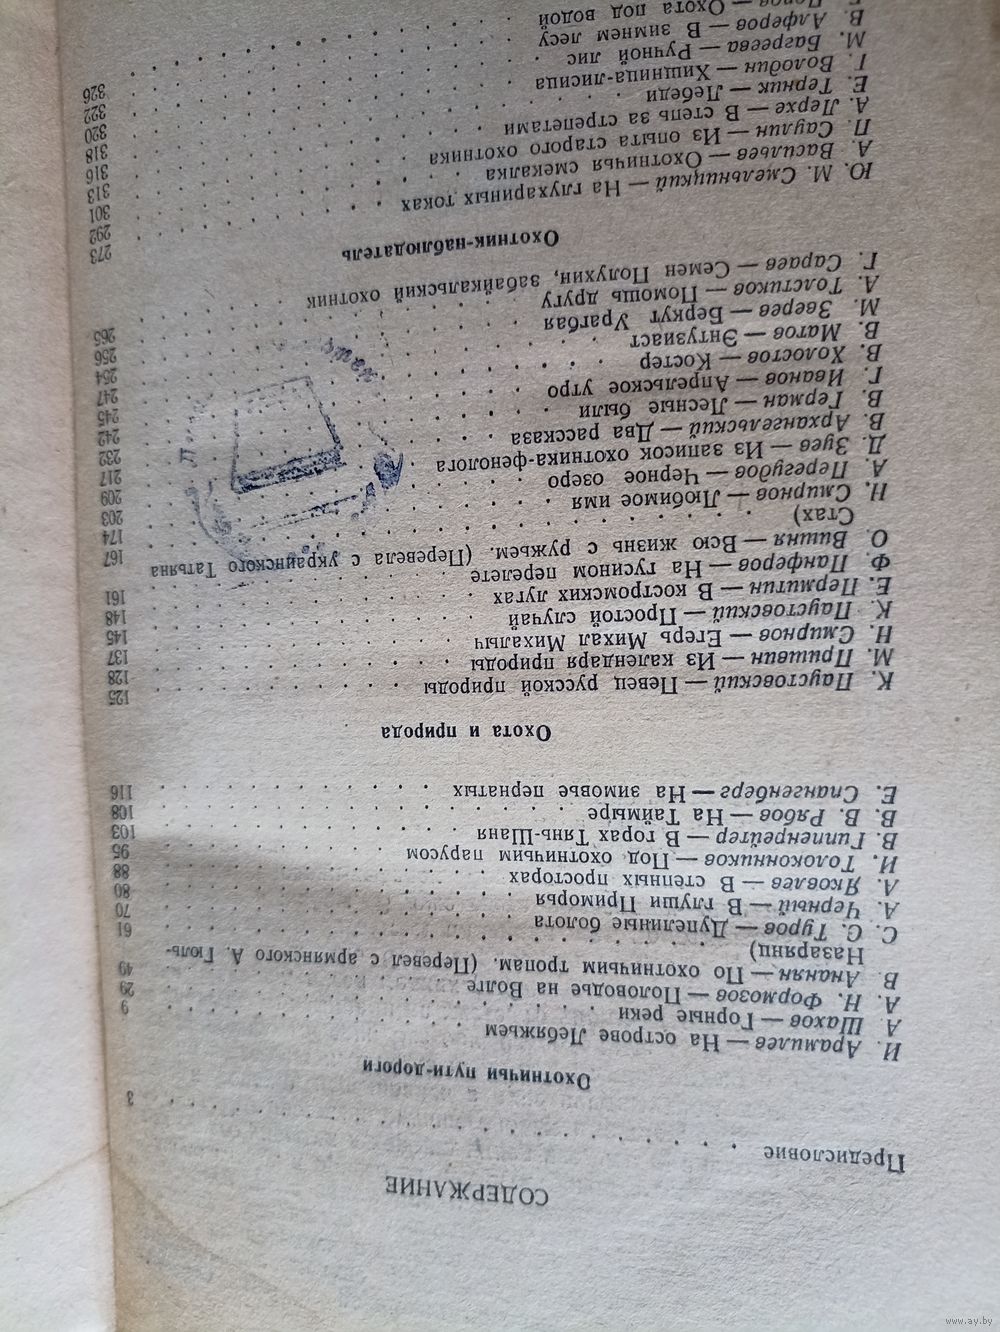 СОДЕРЖАНИЕ
Предисловие . . . . . . . . 3
Охотничьи пути-дороги
И. Арамилев — На острове Лебяжьем . . . . 9
А. Шахов — Горные реки . . . . 29
А. Н. Формозов — Половодье на Волге . . . . 49
В. Ананян — По охотничьим тропам. (Перевел с армянского А. Гюль-
Назарянц) . . . . 61
С. С. Туров — Дупелиные болота . . . . 70
А. Черный — В глуши Приморья . . . . 80
А. Яковлев — В степных просторах . . . . 88
И. Толоконников — Под охотничьим парусом . . . . 95
В. Гиппенрейтер — В горах Тянь-Шаня . . . . 103
В. В. Рябов — На Таймыре . . . . 108
Е. Спангенберг — На зимовье пернатых . . . . 116
Охота и природа
К. Паустовский — Певец русской природы . . . . 125
М. Пришвин — Из календаря природы . . . . 128
Н. Смирнов — Егерь Михал Михалыч . . . . 137
К. Паустовский — Простой случай . . . . 145
Е. Пермитин — В костромских лугах . . . . 148
Ф. Панферов — На гусином перелете . . . . 161
О. Вишня — Всю жизнь с ружьем. (Перевела с украинского Татьяна
Стах) . . . . 167
Н. Смирнов — Любимое имя . . . . 174
А. Перегудов — Черное озеро . . . . 203
Д. Зуев — Из записок охотника-фенолога . . . . 209
В. Архангельский — Два рассказа . . . . 217
В. Герман — Лесные были . . . . 232
Г. Иванов — Апрельское утро . . . . 242
В. Холостов — Костер . . . . 245
В. Матов — Энтузиаст . . . . 247
М. Зверев — Беркут Урагбая . . . . 254
А. Толстиков — Помощь другу . . . . 256
Г. Сараев — Семен Полухин, забайкальский охотник . . . . 265
Охотник-наблюдатель
Ю. М. Смельницкий — На глухариных токах . . . . 273
А. Васильев — Охотничья смекалка . . . . 292
П. Саулин — Из опыта старого охотника . . . . 301
А. Лерхе — В степь за стрепетами . . . . 313
Е. Терник — Лебеди . . . . 316
Г. Володин — Хищница-лисица . . . . 318
М. Багреева — Ручной лис . . . . 320
В. Алферов — В зимнем лесу . . . . 322
Охота под водой . . . . 326
www.ay.by